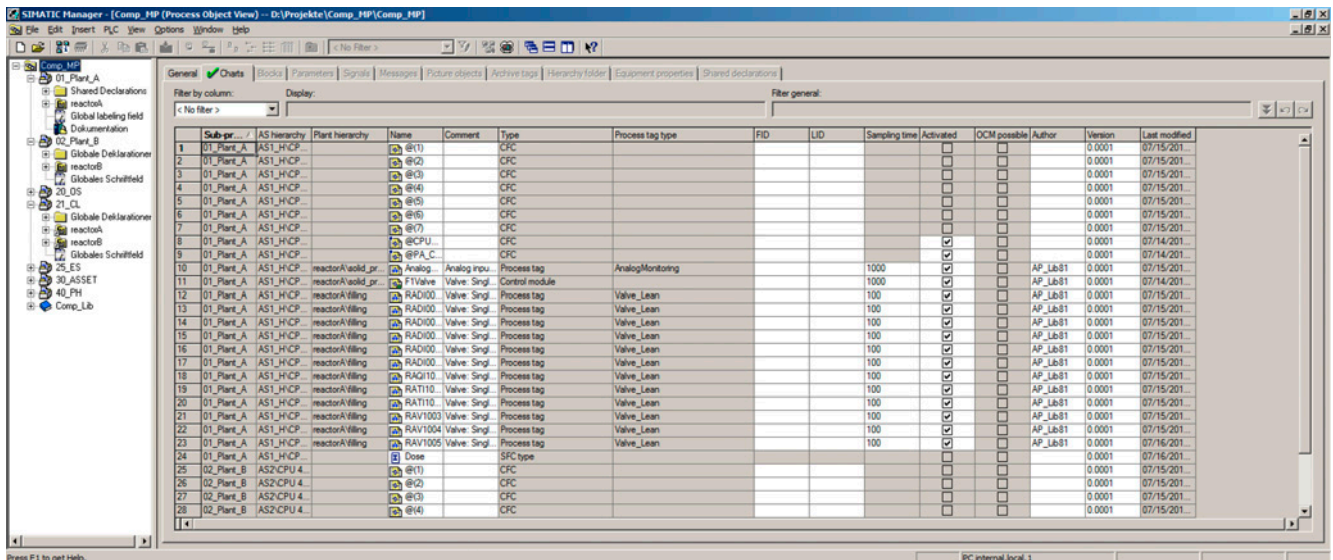 SIMATIC Manager - [Comp_MP (Process Object View) -- D:\Projekte\Comp_MP\Comp_MP]
File Edit Insert PLC View Options Window Help
< No Filter >
Comp_MP
01_Plant_A
Shared Declarations
reactorA
Global labeling field
Dokumentation
02_Plant_B
Globale Deklarationen
reactorB
Globales Schriftfeld
20_OS
21_CL
Globale Deklarationen
reactorA
reactorB
Globales Schriftfeld
25_ES
30_ASSET
40_PH
Comp_Lib
General Charts Blocks Parameters Signals Messages Picture objects Archive tags Hierarchy folder Equipment properties Shared declarations
Filter by column: Display: Filter general:
< No filter >
Sub-pr... / AS hierarchy Plant hierarchy Name Comment Type Process tag type FID LID Sampling time Activated OCM possible Author Version Last modified
1 01_Plant_A AS1_H\CP... @(1) CFC 0.0001 07/15/201...
2 01_Plant_A AS1_H\CP... @(2) CFC 0.0001 07/15/201...
3 01_Plant_A AS1_H\CP... @(3) CFC 0.0001 07/15/201...
4 01_Plant_A AS1_H\CP... @(4) CFC 0.0001 07/15/201...
5 01_Plant_A AS1_H\CP... @(5) CFC 0.0001 07/15/201...
6 01_Plant_A AS1_H\CP... @(6) CFC 0.0001 07/15/201...
7 01_Plant_A AS1_H\CP... @(7) CFC 0.0001 07/15/201...
8 01_Plant_A AS1_H\CP... @CPU... CFC 0.0001 07/14/201...
9 01_Plant_A AS1_H\CP... @PA_C... CFC 0.0001 07/15/201...
10 01_Plant_A AS1_H\CP... reactorA\solid_pr... Analog... Analog inpu... Process tag AnalogMonitoring 1000 AP_Lib81 0.0001 07/15/201...
11 01_Plant_A AS1_H\CP... reactorA\solid_pr... F1Valve Valve: Singl... Control module 1000 AP_Lib81 0.0001 07/14/201...
12 01_Plant_A AS1_H\CP... reactorA\filling RADI00... Valve: Singl... Process tag Valve_Lean 100 AP_Lib81 0.0001 07/15/201...
13 01_Plant_A AS1_H\CP... reactorA\filling RADI00... Valve: Singl... Process tag Valve_Lean 100 AP_Lib81 0.0001 07/15/201...
14 01_Plant_A AS1_H\CP... reactorA\filling RADI00... Valve: Singl... Process tag Valve_Lean 100 AP_Lib81 0.0001 07/15/201...
15 01_Plant_A AS1_H\CP... reactorA\filling RADI00... Valve: Singl... Process tag Valve_Lean 100 AP_Lib81 0.0001 07/15/201...
16 01_Plant_A AS1_H\CP... reactorA\filling RADI00... Valve: Singl... Process tag Valve_Lean 100 AP_Lib81 0.0001 07/15/201...
17 01_Plant_A AS1_H\CP... reactorA\filling RADI00... Valve: Singl... Process tag Valve_Lean 100 AP_Lib81 0.0001 07/15/201...
18 01_Plant_A AS1_H\CP... reactorA\filling RAQI10... Valve: Singl... Process tag Valve_Lean 100 AP_Lib81 0.0001 07/15/201...
19 01_Plant_A AS1_H\CP... reactorA\filling RATI10... Valve: Singl... Process tag Valve_Lean 100 AP_Lib81 0.0001 07/15/201...
20 01_Plant_A AS1_H\CP... reactorA\filling RATI10... Valve: Singl... Process tag Valve_Lean 100 AP_Lib81 0.0001 07/15/201...
21 01_Plant_A AS1_H\CP... reactorA\filling RAV1003 Valve: Singl... Process tag Valve_Lean 100 AP_Lib81 0.0001 07/15/201...
22 01_Plant_A AS1_H\CP... reactorA\filling RAV1004 Valve: Singl... Process tag Valve_Lean 100 AP_Lib81 0.0001 07/15/201...
23 01_Plant_A AS1_H\CP... reactorA\filling RAV1005 Valve: Singl... Process tag Valve_Lean 100 AP_Lib81 0.0001 07/16/201...
24 01_Plant_A AS1_H\CP... Dose SFC type 0.0001 07/16/201...
25 02_Plant_B AS2\CPU 4... @(1) CFC 0.0001 07/15/201...
26 02_Plant_B AS2\CPU 4... @(2) CFC 0.0001 07/15/201...
27 02_Plant_B AS2\CPU 4... @(3) CFC 0.0001 07/15/201...
28 02_Plant_B AS2\CPU 4... @(4) CFC 0.0001 07/15/201...
Press F1 to get Help. PC internal.local.1